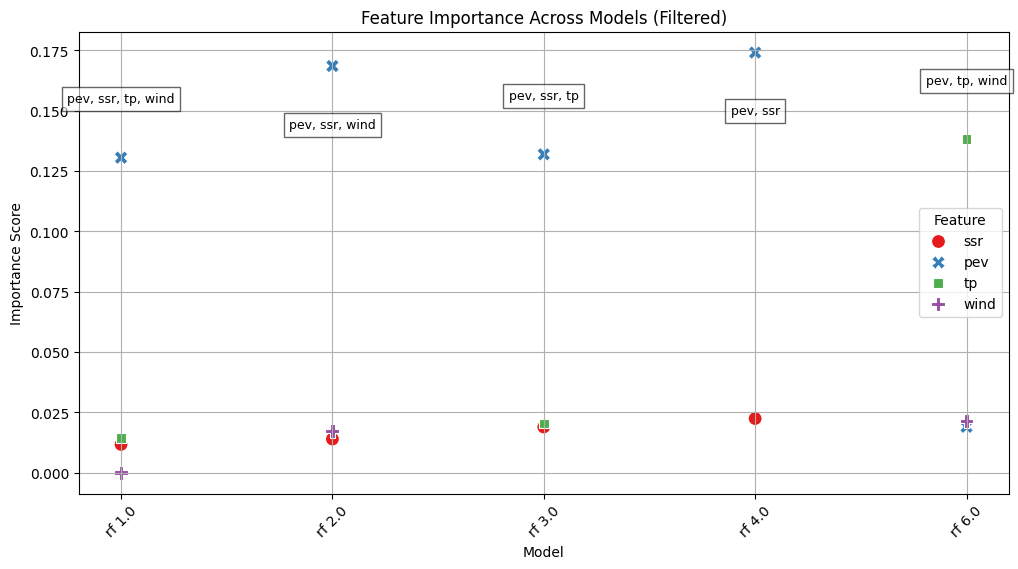 Feature Importance Across Models (Filtered)
Importance Score
0.175
0.150
0.125
0.100
0.075
0.050
0.025
0.000
pev, ssr, tp, wind
pev, ssr, wind
pev, ssr, tp
pev, ssr
pev, tp, wind
Feature
ssr
pev
tp
wind
rf 1.0
rf 2.0
rf 3.0
rf 4.0
rf 6.0
Model